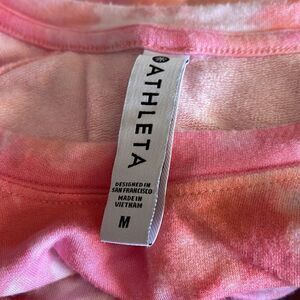 ATHLETA
DESIGNED IN
SAN FRANCISCO
MADE IN
VIETNAM
M